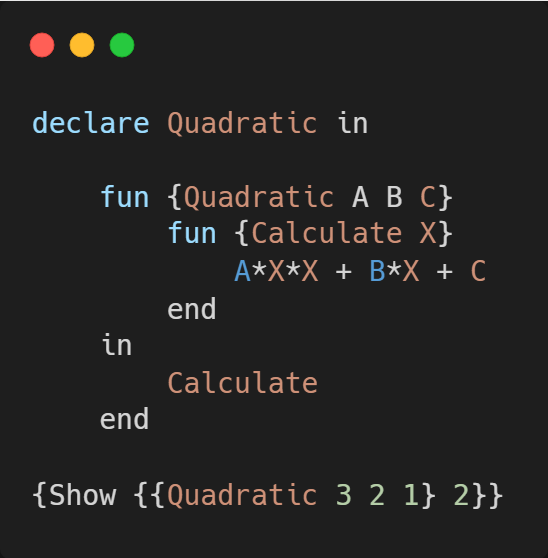 declare Quadratic in
    fun {Quadratic A B C}
        fun {Calculate X}
            A*X*X + B*X + C
        end
    in
        Calculate
    end
{Show {{Quadratic 3 2 1} 2}}